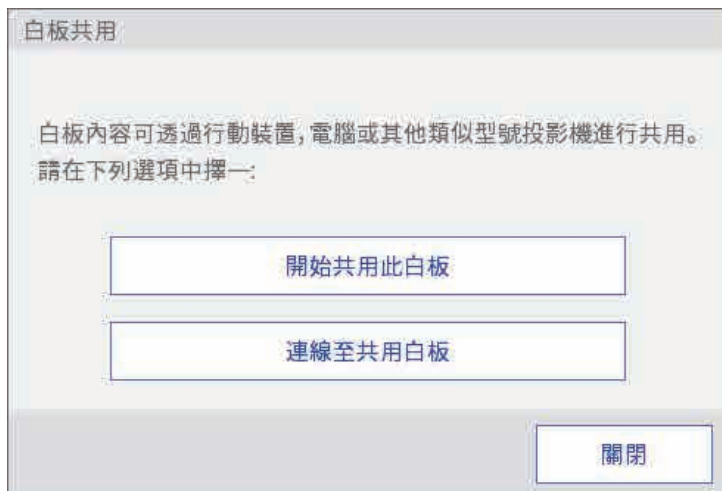 白板共用
白板內容可透過行動裝置，電腦或其他類似型號投影機進行共用。
請在下列選項中擇一:
開始共用此白板
連線至共用白板
關閉